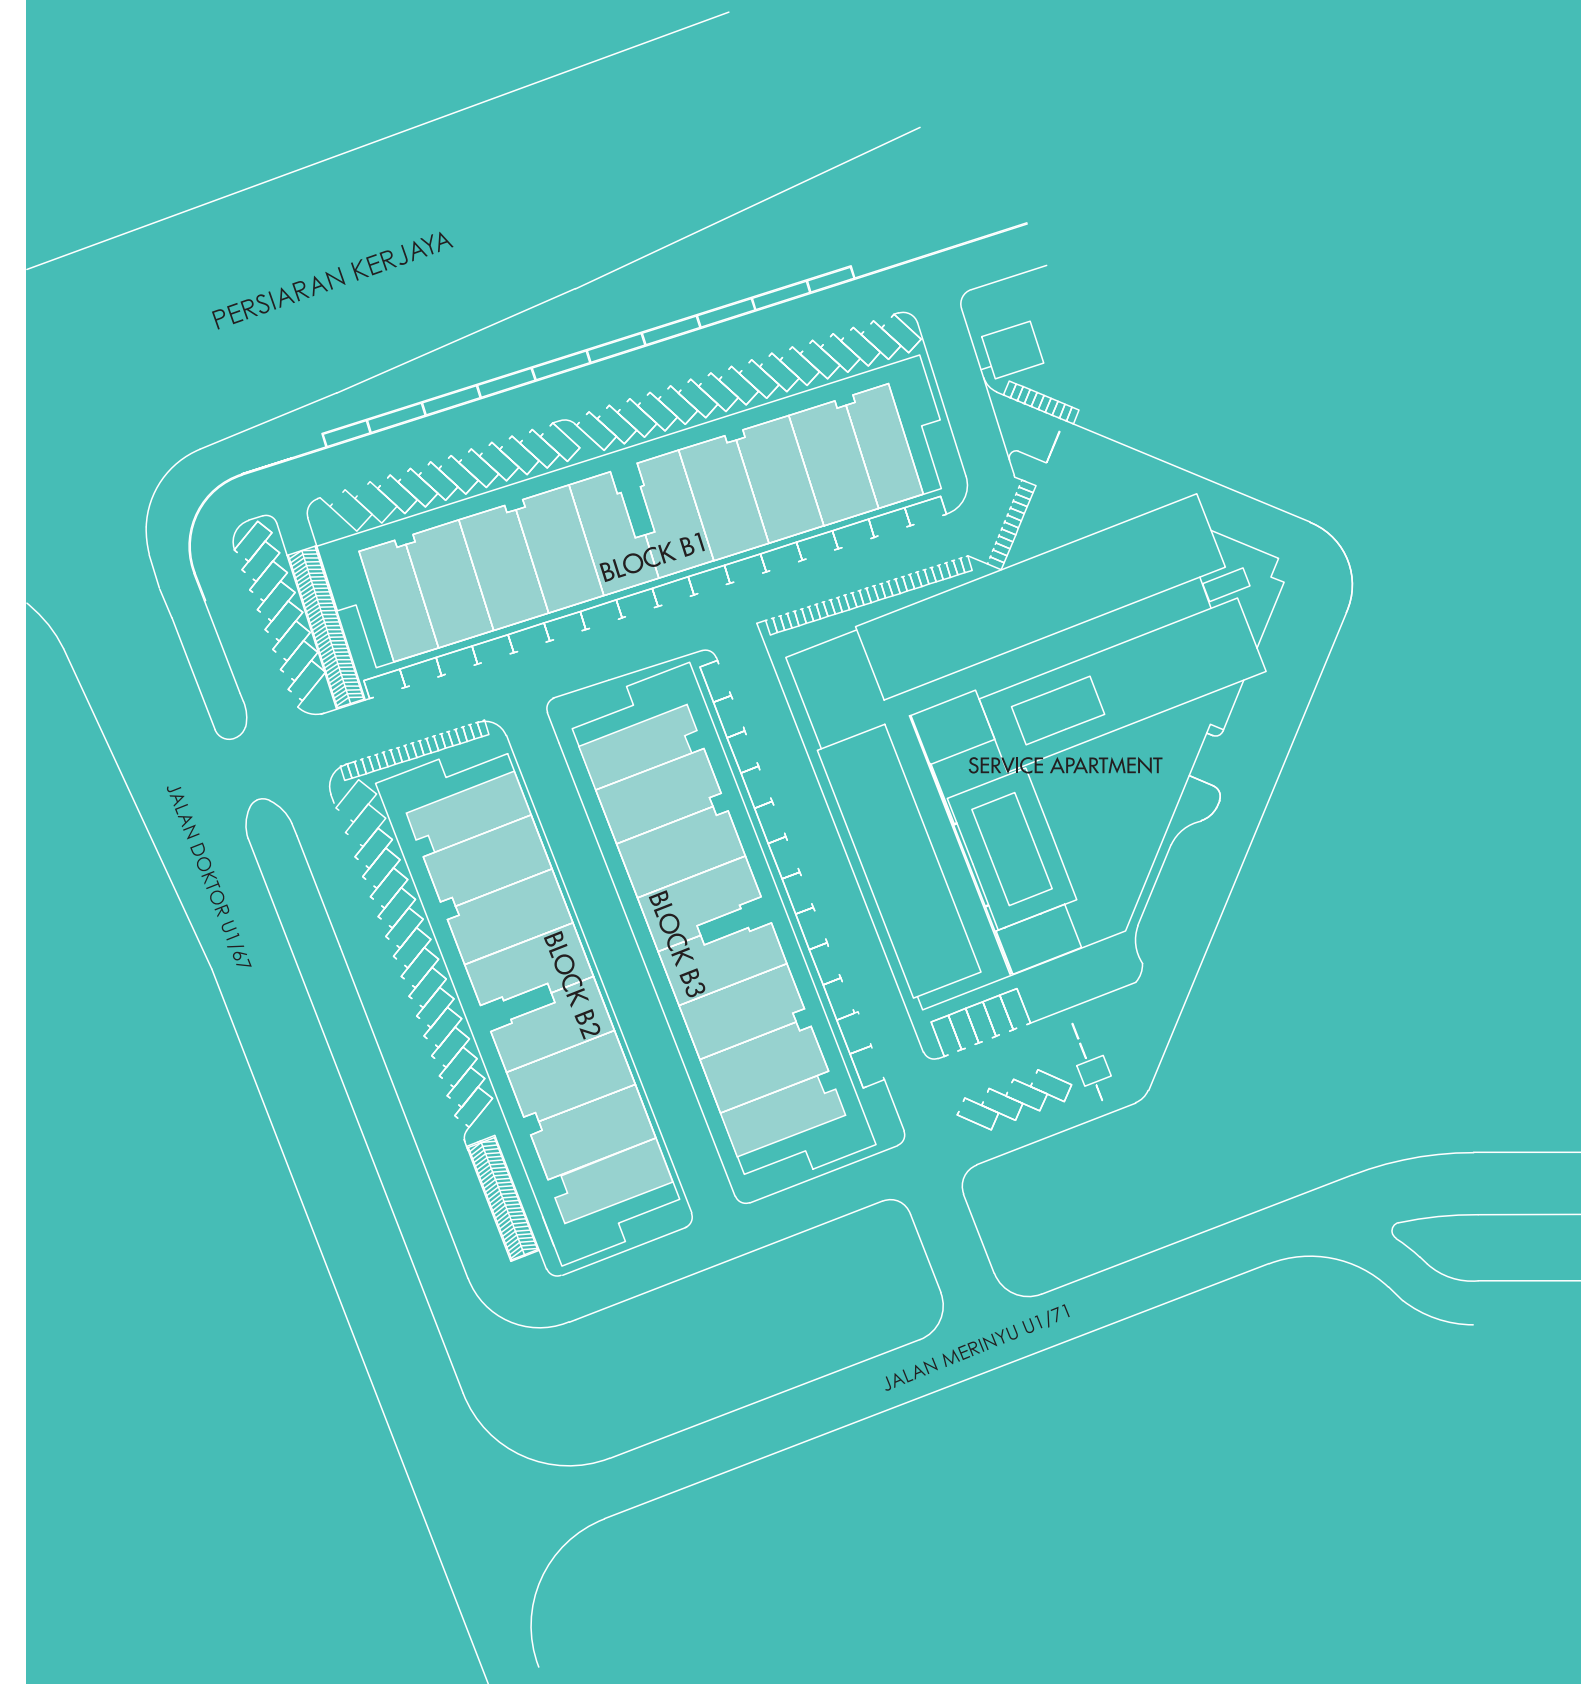 PERSIARAN KERJAYA
BLOCK B1
SERVICE APARTMENT
JALAN DOKTOR U1/67
BLOCK B3
BLOCK B2
JALAN MERINYU U1/71